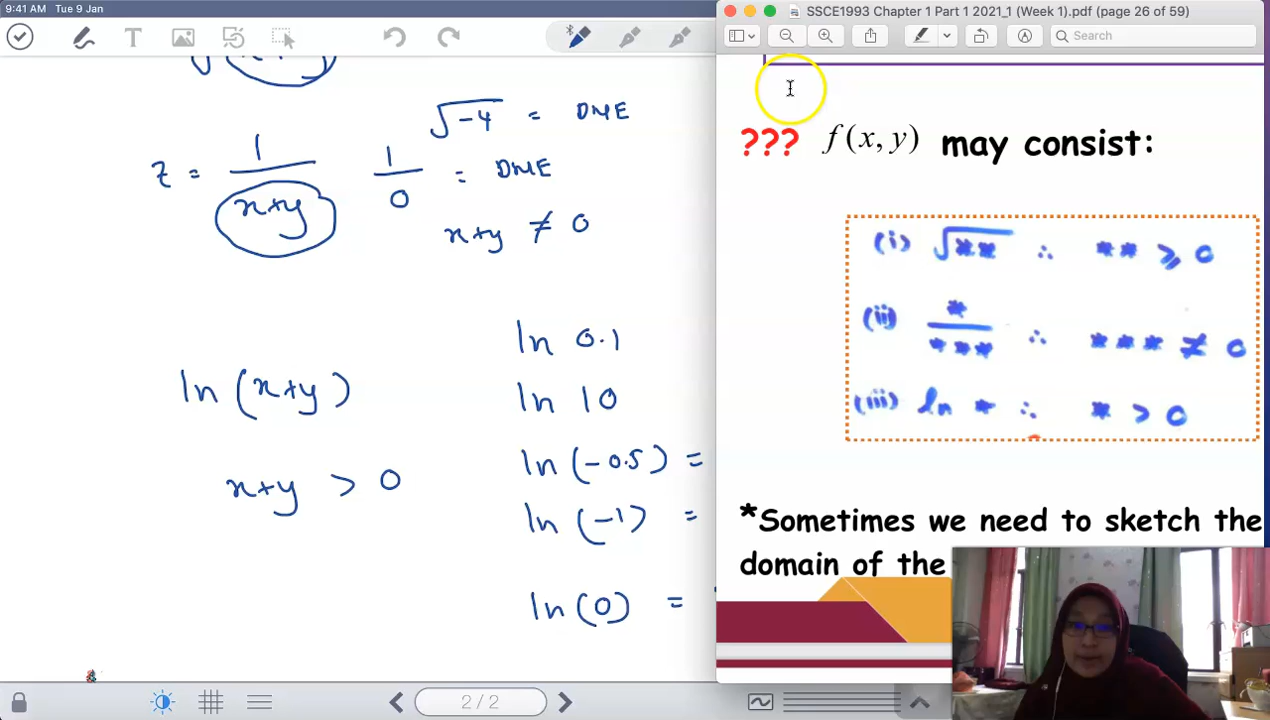 9:41 AM Tue 9 Jan
√-4 = DNE
z = 1/(x+y)
1/0 = DNE
x+y ≠ 0
ln (x+y)
x+y > 0
ln 0.1
ln 10
ln (-0.5) =
ln (-1) =
ln (0) =
2 / 2
SSCE1993 Chapter 1 Part 1 2021_1 (Week 1).pdf (page 26 of 59)
Search
??? f(x, y) may consist:
(i) √** ∴ ** ≥ 0
(ii) */*** ∴ *** ≠ 0
(iii) ln * ∴ * > 0
*Sometimes we need to sketch the
domain of the